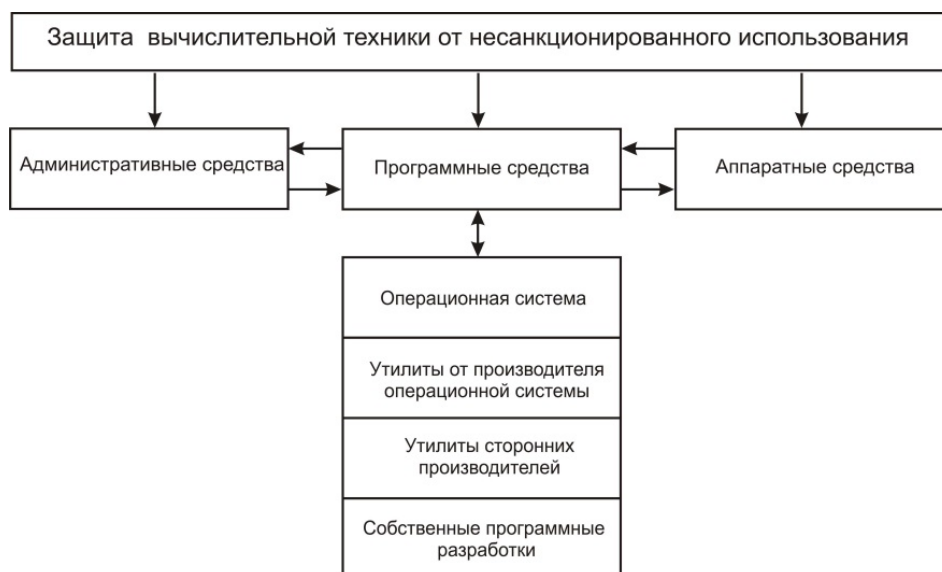 Защита вычислительной техники от несанкционированного использования
Административные средства
Программные средства
Аппаратные средства
Операционная система
Утилиты от производителя
операционной системы
Утилиты сторонних
производителей
Собственные программные
разработки